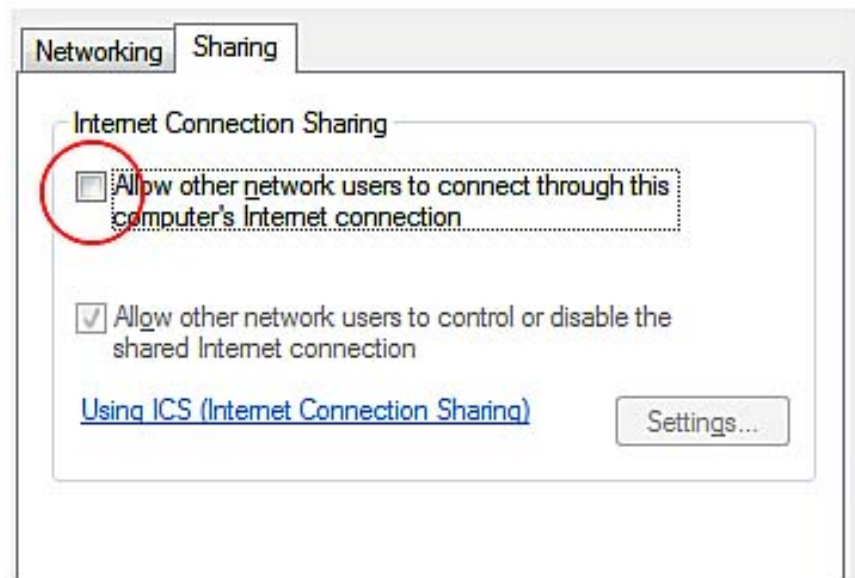 Networking
Sharing
Internet Connection Sharing
Allow other network users to connect through this
computer's Internet connection
Allow other network users to control or disable the
shared Internet connection
Using ICS (Internet Connection Sharing)
Settings...